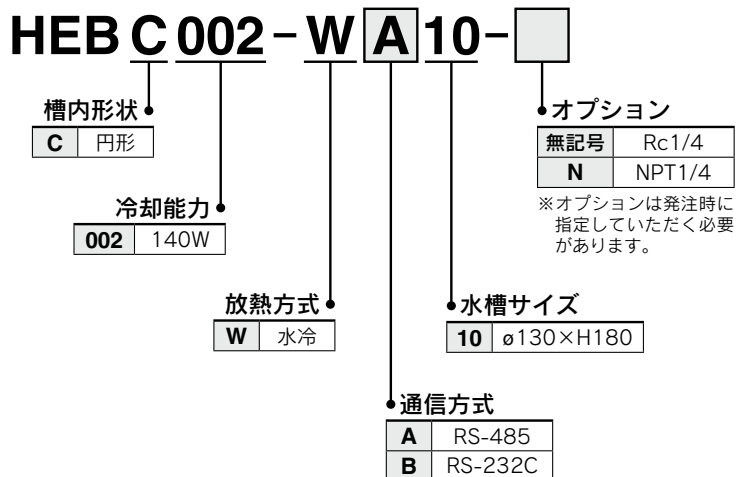 HEB C 002-W A 10-
槽内形状
C 円形
オプション
無記号 Rc1/4
N NPT1/4
※オプションは発注時に
指定していただく必要
があります。
冷却能力
002 140W
放熱方式
W 水冷
水槽サイズ
10 ø130×H180
通信方式
A RS-485
B RS-232C